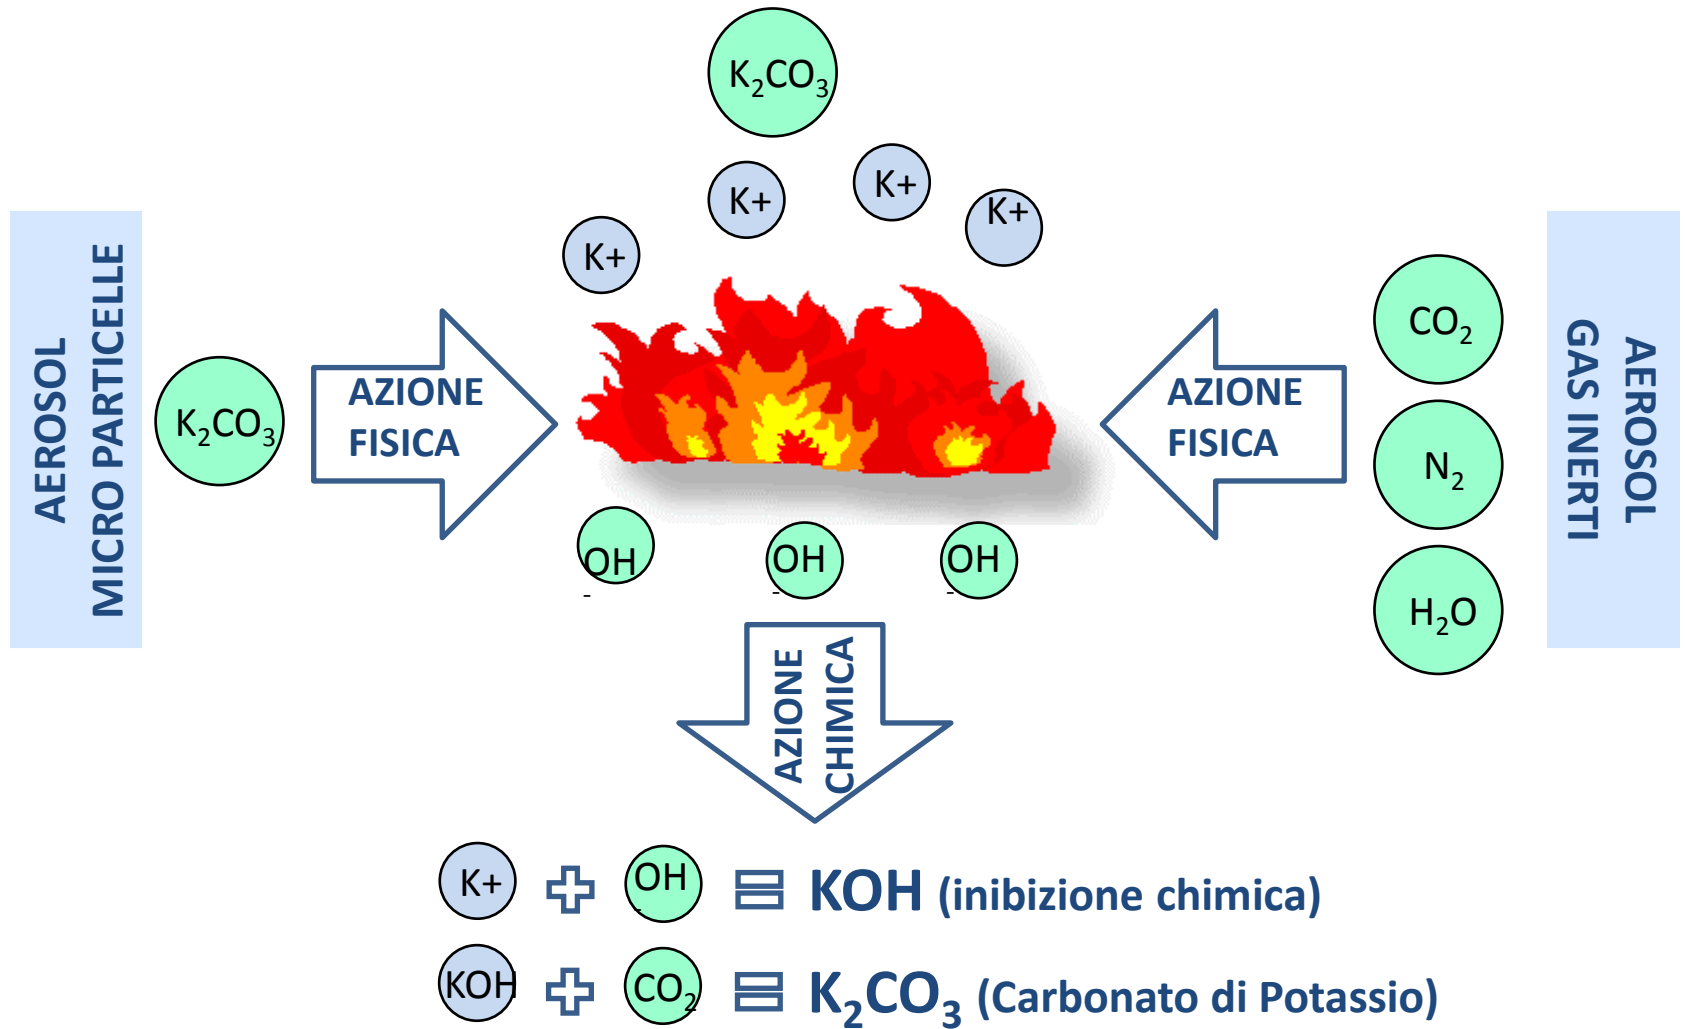 K₂CO₃
K+
K+
K+
K+
AEROSOL
MICRO PARTICELLE
K₂CO₃
AZIONE
FISICA
AZIONE
FISICA
CO₂
N₂
H₂O
AEROSOL
GAS INERTI
OH
-
OH
-
OH
-
AZIONE
CHIMICA
K+ OH - KOH (inibizione chimica)
KOH CO₂ K₂CO₃ (Carbonato di Potassio)